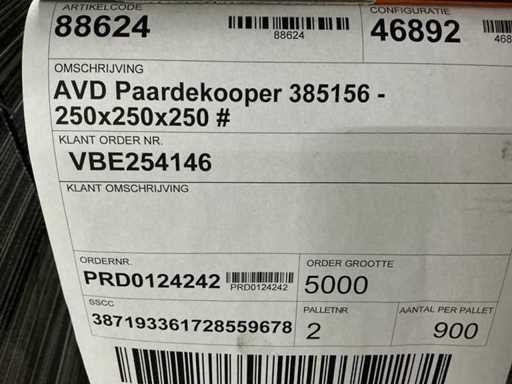 ARTIKELCODE
88624
88624
CONFIGURATIE
46892
468
OMSCHRIJVING
AVD Paardekooper 385156 -
250x250x250 #
KLANT ORDER NR.
VBE254146
KLANT OMSCHRIJVING
ORDERNR.
PRD0124242
PRD0124242
ORDER GROOTTE
5000
SSCC
387193361728559678
PALLETNR
2
AANTAL PER PALLET
900